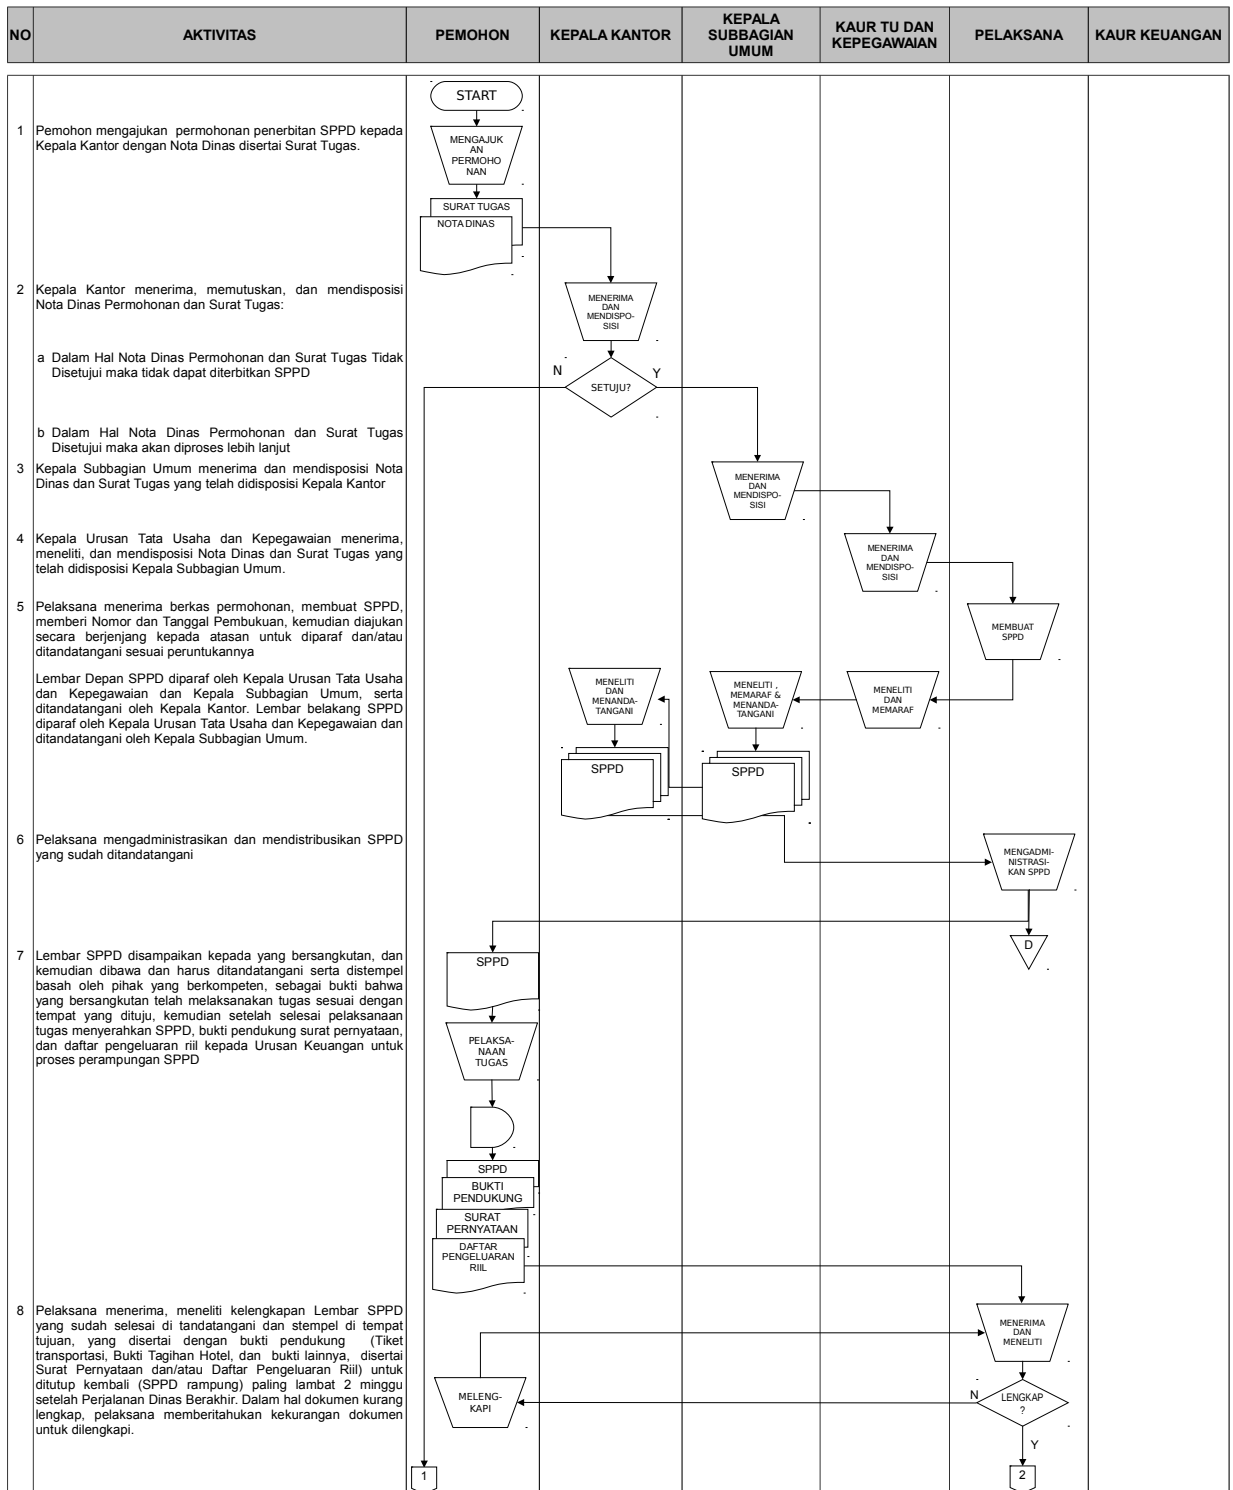 NO
AKTIVITAS
PEMOHON
KEPALA KANTOR
KEPALA
SUBBAGIAN
UMUM
KAUR TU DAN
KEPEGAWAIAN
PELAKSANA
KAUR KEUANGAN
START
1 Pemohon mengajukan permohonan penerbitan SPPD kepada
Kepala Kantor dengan Nota Dinas disertai Surat Tugas.
MENGAJUK
AN
PERMOHO
NAN
SURAT TUGAS
NOTA DINAS
2 Kepala Kantor menerima, memutuskan, dan mendisposisi
Nota Dinas Permohonan dan Surat Tugas:
MENERIMA
DAN
MENDISPO-
SISI
a Dalam Hal Nota Dinas Permohonan dan Surat Tugas Tidak
Disetujui maka tidak dapat diterbitkan SPPD
N
SETUJU?
Y
b Dalam Hal Nota Dinas Permohonan dan Surat Tugas
Disetujui maka akan diproses lebih lanjut
3 Kepala Subbagian Umum menerima dan mendisposisi Nota
Dinas dan Surat Tugas yang telah didisposisi Kepala Kantor
MENERIMA
DAN
MENDISPO-
SISI
4 Kepala Urusan Tata Usaha dan Kepegawaian menerima,
meneliti, dan mendisposisi Nota Dinas dan Surat Tugas yang
telah didisposisi Kepala Subbagian Umum.
MENERIMA
DAN
MENDISPO-
SISI
5 Pelaksana menerima berkas permohonan, membuat SPPD,
memberi Nomor dan Tanggal Pembukuan, kemudian diajukan
secara berjenjang kepada atasan untuk diparaf dan/atau
ditandatangani sesuai peruntukannya
MEMBUAT
SPPD
Lembar Depan SPPD diparaf oleh Kepala Urusan Tata Usaha
dan Kepegawaian dan Kepala Subbagian Umum, serta
ditandatangani oleh Kepala Kantor. Lembar belakang SPPD
diparaf oleh Kepala Urusan Tata Usaha dan Kepegawaian dan
ditandatangani oleh Kepala Subbagian Umum.
MENELITI
DAN
MENANDA-
TANGANI
MENELITI ,
MEMARAF &
MENANDA-
TANGANI
MENELITI
DAN
MEMARAF
SPPD
SPPD
6 Pelaksana mengadministrasikan dan mendistribusikan SPPD
yang sudah ditandatangani
MENGADMI-
NISTRASI-
KAN SPPD
D
7 Lembar SPPD disampaikan kepada yang bersangkutan, dan
kemudian dibawa dan harus ditandatangani serta distempel
basah oleh pihak yang berkompeten, sebagai bukti bahwa
yang bersangkutan telah melaksanakan tugas sesuai dengan
tempat yang dituju, kemudian setelah selesai pelaksanaan
tugas menyerahkan SPPD, bukti pendukung surat pernyataan,
dan daftar pengeluaran riil kepada Urusan Keuangan untuk
proses perampungan SPPD
SPPD
PELAKSA-
NAAN
TUGAS
SPPD
BUKTI
PENDUKUNG
SURAT
PERNYATAAN
DAFTAR
PENGELUARAN
RIIL
8 Pelaksana menerima, meneliti kelengkapan Lembar SPPD
yang sudah selesai di tandatangani dan stempel di tempat
tujuan, yang disertai dengan bukti pendukung (Tiket
transportasi, Bukti Tagihan Hotel, dan bukti lainnya, disertai
Surat Pernyataan dan/atau Daftar Pengeluaran Riil) untuk
ditutup kembali (SPPD rampung) paling lambat 2 minggu
setelah Perjalanan Dinas Berakhir. Dalam hal dokumen kurang
lengkap, pelaksana memberitahukan kekurangan dokumen
untuk dilengkapi.
MENERIMA
DAN
MENELITI
MELENG-
KAPI
N
LENGKAP
?
Y
1
2